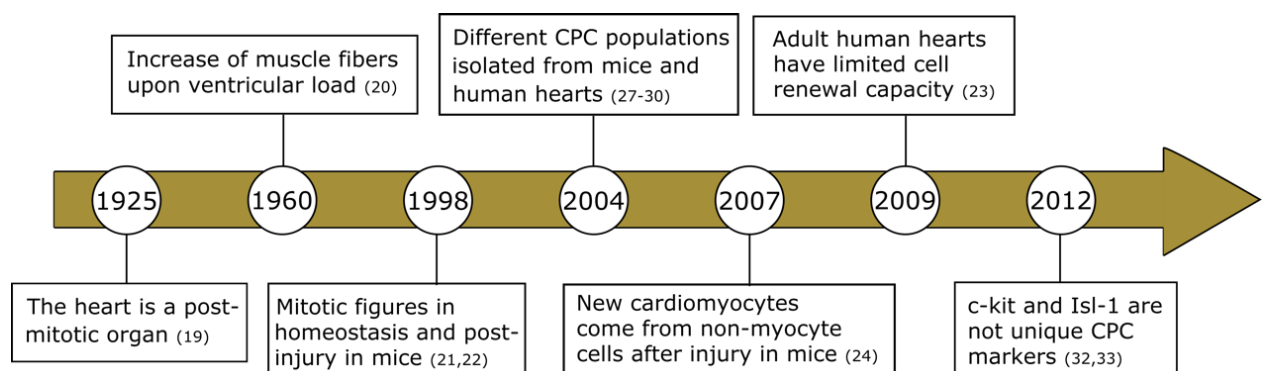 Increase of muscle fibers
upon ventricular load (20)
Different CPC populations
isolated from mice and
human hearts (27-30)
Adult human hearts
have limited cell
renewal capacity (23)
1925
1960
1998
2004
2007
2009
2012
The heart is a post-
mitotic organ (19)
Mitotic figures in
homeostasis and post-
injury in mice (21,22)
New cardiomyocytes
come from non-myocyte
cells after injury in mice (24)
c-kit and Isl-1 are
not unique CPC
markers (32,33)